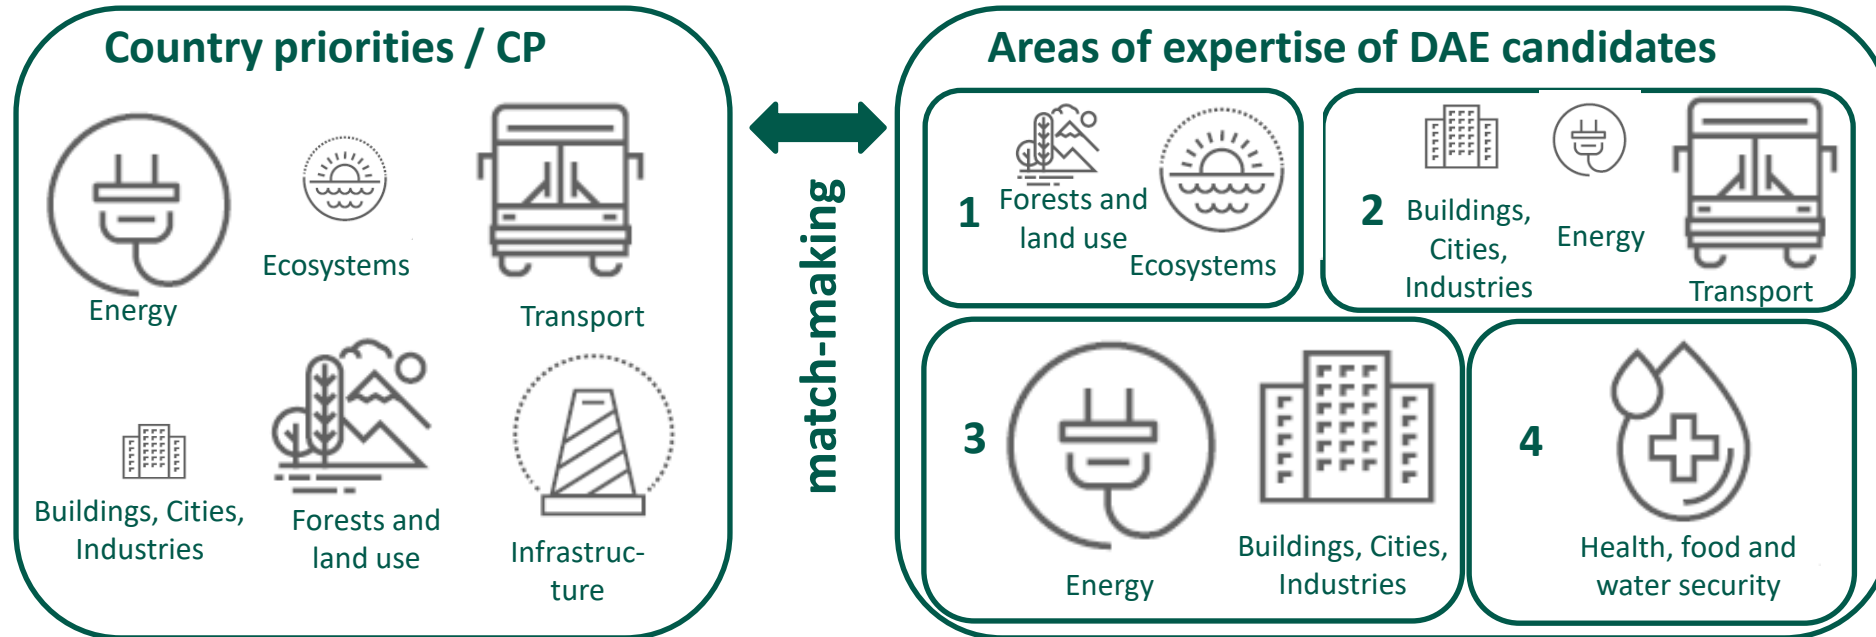 Country priorities / CP
Energy
Ecosystems
Transport
Buildings, Cities,
Industries
Forests and
land use
Infrastruc-
ture
match-making
Areas of expertise of DAE candidates
1
Forests and
land use
Ecosystems
2
Buildings,
Cities,
Industries
Energy
Transport
3
Energy
Buildings, Cities,
Industries
4
Health, food and
water security